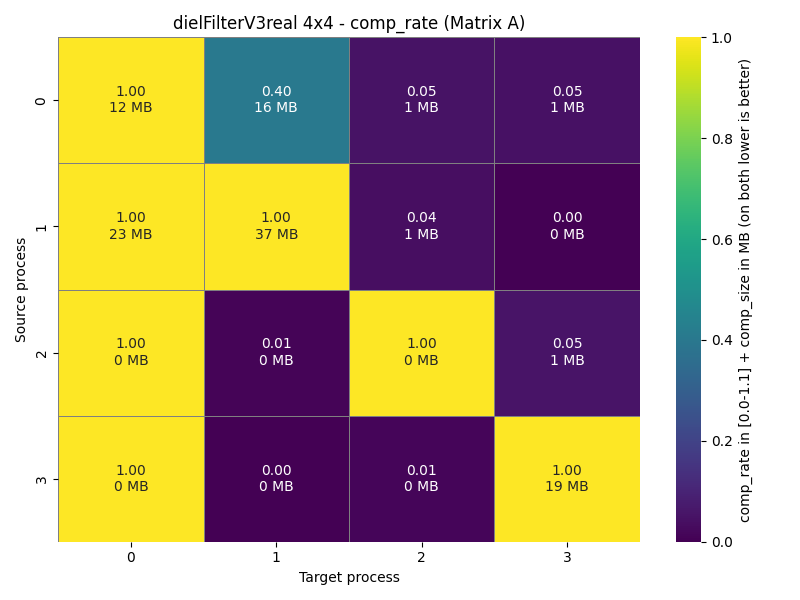 dielFilterV3real 4x4 - comp_rate (Matrix A)
1.00
12 MB
0.40
16 MB
0.05
1 MB
0.05
1 MB
1.00
23 MB
1.00
37 MB
0.04
1 MB
0.00
0 MB
1.00
0 MB
0.01
0 MB
1.00
0 MB
0.05
1 MB
1.00
0 MB
0.00
0 MB
0.01
0 MB
1.00
19 MB
0
1
2
3
Source process
0
1
2
3
Target process
1.0
0.8
0.6
0.4
0.2
0.0
comp_rate in [0.0-1.1] + comp_size in MB (on both lower is better)